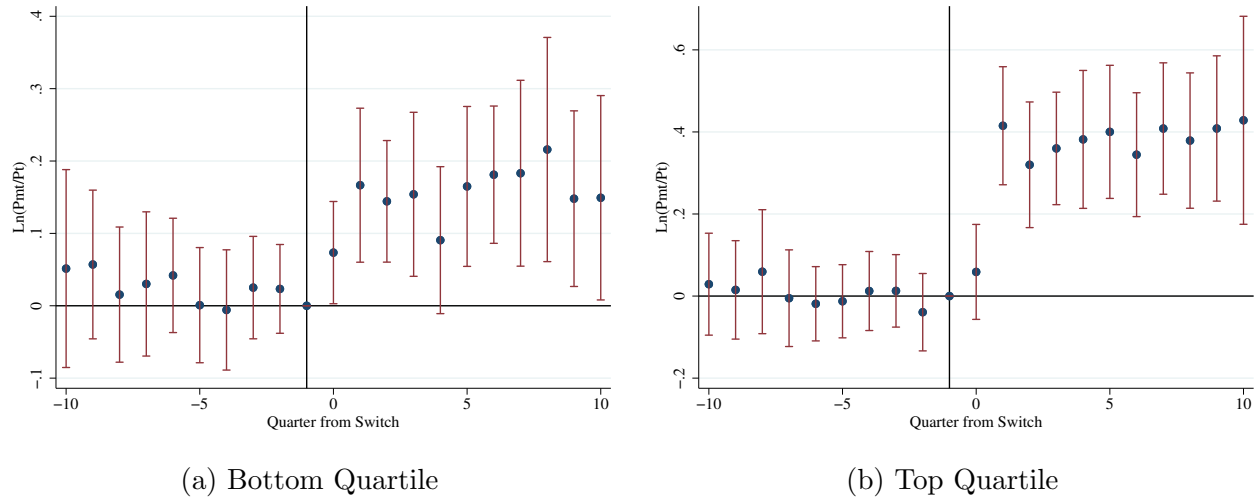 .4
.3
.2
.1
0
-.1
Ln(Pmt/Pt)
−10 −5 0 5 10
Quarter from Switch
(a) Bottom Quartile
.6
.4
.2
0
-.2
Ln(Pmt/Pt)
−10 −5 0 5 10
Quarter from Switch
(b) Top Quartile